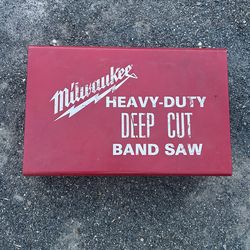 Milwaukee
HEAVY-DUTY
DEEP CUT
BAND SAW